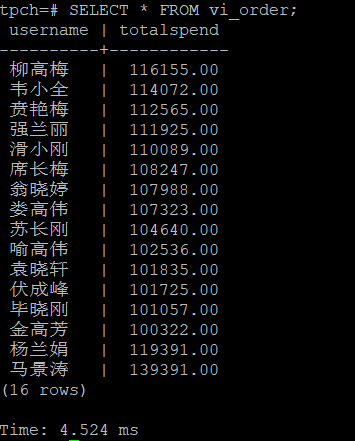 tpch=# SELECT * FROM vi_order;
username | totalspend
----------+------------
柳高梅 | 116155.00
韦小全 | 114072.00
贲艳梅 | 112565.00
强兰丽 | 111925.00
滑小刚 | 110089.00
席长梅 | 108247.00
翁晓婷 | 107988.00
娄高伟 | 107323.00
苏长刚 | 104640.00
喻高伟 | 102536.00
袁晓轩 | 101835.00
伏成峰 | 101725.00
毕晓刚 | 101057.00
金高芳 | 100322.00
杨兰娟 | 119391.00
马景涛 | 139391.00
(16 rows)
Time: 4.524 ms